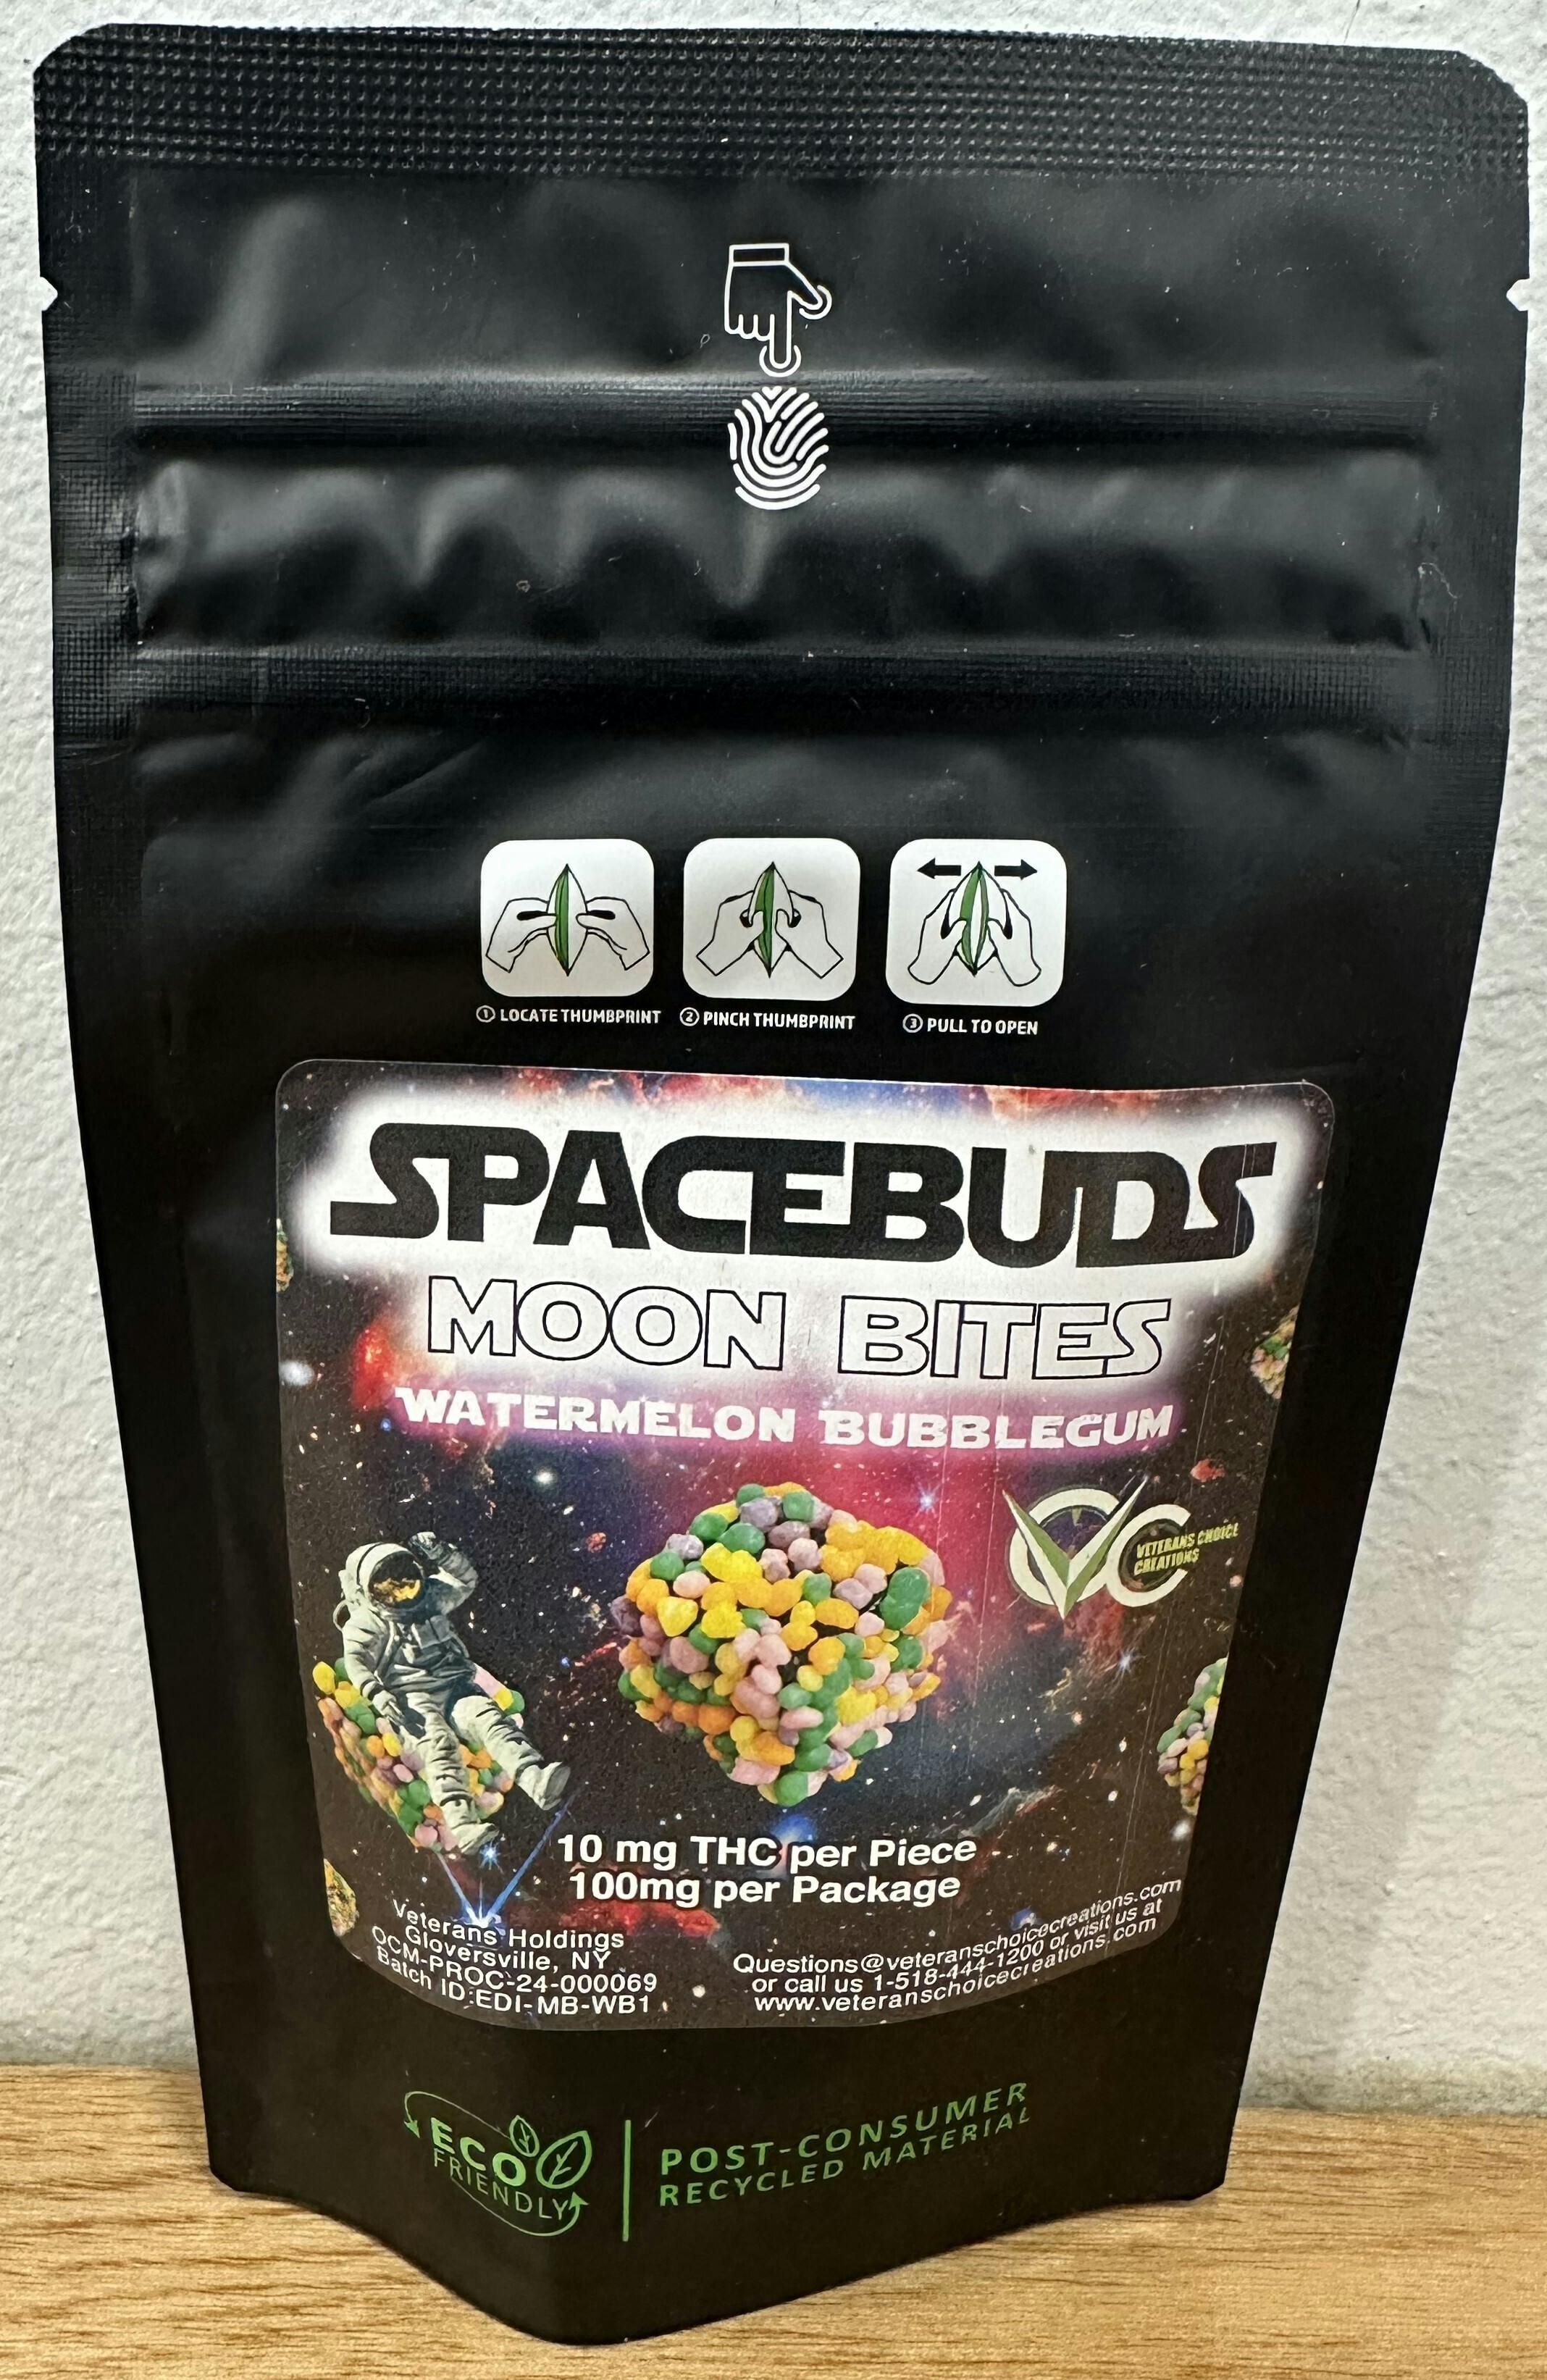 ① LOCATE THUMBPRINT ② PINCH THUMBPRINT ③ PULL TO OPEN
SPACEBUDS
MOON BITES
WATERMELON BUBBLEGUM
VCC
VETERANS CHOICE
CREATIONS
10 mg THC per Piece
100mg per Package
Veterans Holdings
Gloversville, NY
OCM-PROC-24-000069
Batch ID:EDI-MB-WB1
Questions@veteranschoicecreations.com
or call us 1-518-444-1200 or visit us at
www.veteranschoicecreations.com
ECO
FRIENDLY
POST-CONSUMER
RECYCLED MATERIAL